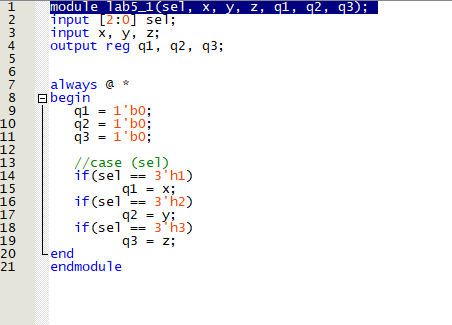 1 module lab5_1(sel, x, y, z, q1, q2, q3);
2 input [2:0] sel;
3 input x, y, z;
4 output reg q1, q2, q3;
5
6
7 always @ *
8 begin
9 q1 = 1'b0;
10 q2 = 1'b0;
11 q3 = 1'b0;
12
13 //case (sel)
14 if(sel == 3'h1)
15 q1 = x;
16 if(sel == 3'h2)
17 q2 = y;
18 if(sel == 3'h3)
19 q3 = z;
20 end
21 endmodule